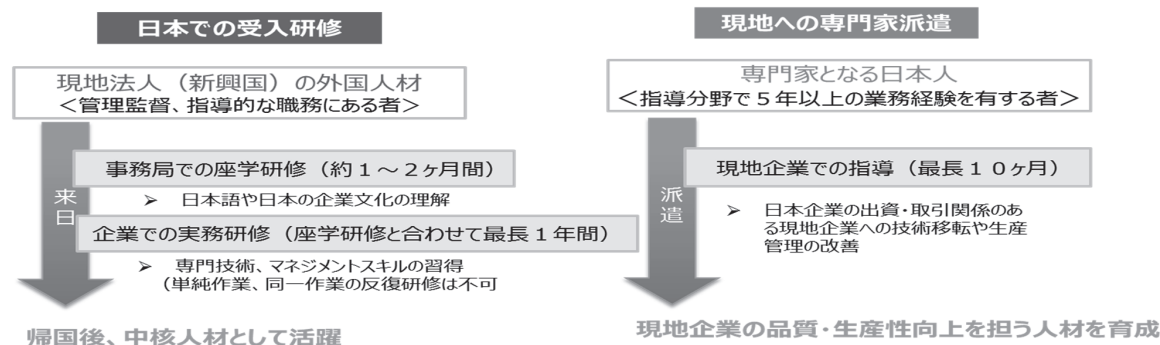 日本での受入研修
現地法人（新興国）の外国人材
＜管理監督、指導的な職務にある者＞
来日
事務局での座学研修（約１～２ヶ月間）
➢ 日本語や日本の企業文化の理解
企業での実務研修（座学研修と合わせて最長１年間）
➢ 専門技術、マネジメントスキルの習得
（単純作業、同一作業の反復研修は不可
帰国後、中核人材として活躍
現地への専門家派遣
専門家となる日本人
＜指導分野で５年以上の業務経験を有する者＞
派遣
現地企業での指導（最長１０ヶ月）
➢ 日本企業の出資・取引関係のあ
る現地企業への技術移転や生産
管理の改善
現地企業の品質・生産性向上を担う人材を育成